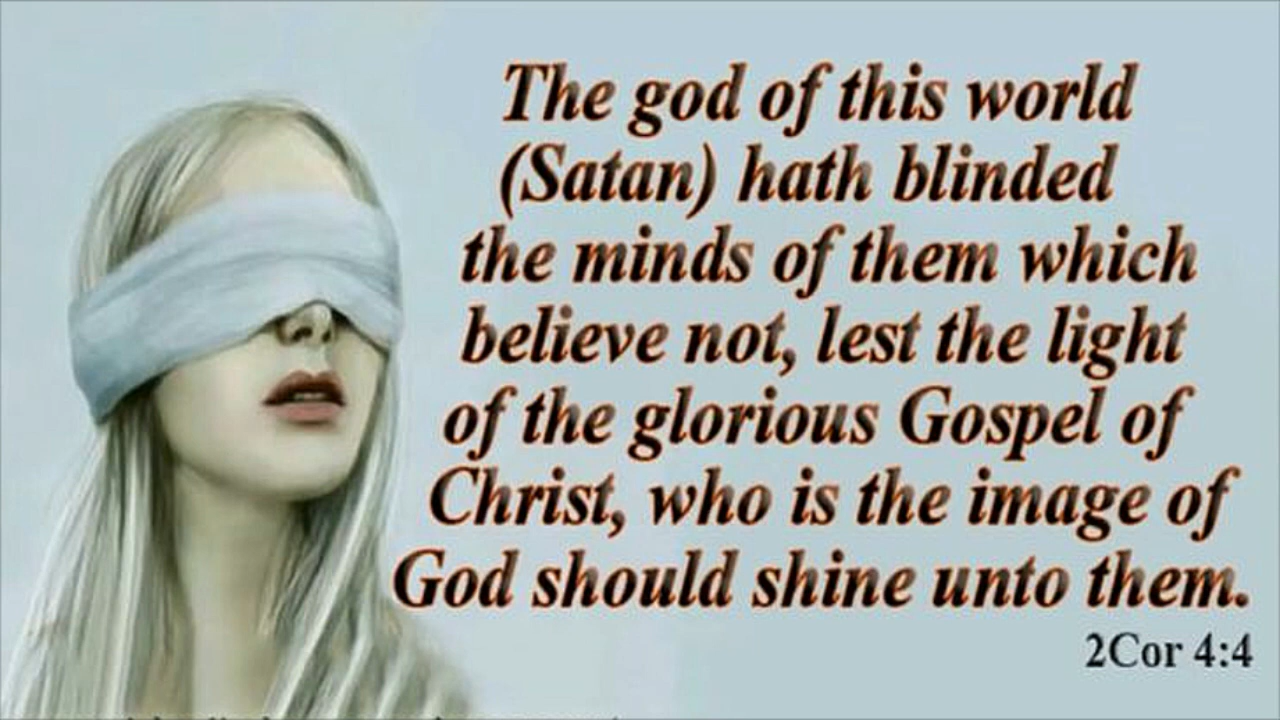 The god of this world
(Satan) hath blinded
the minds of them which
believe not, lest the light
of the glorious Gospel of
Christ, who is the image of
God should shine unto them.
2Cor 4:4